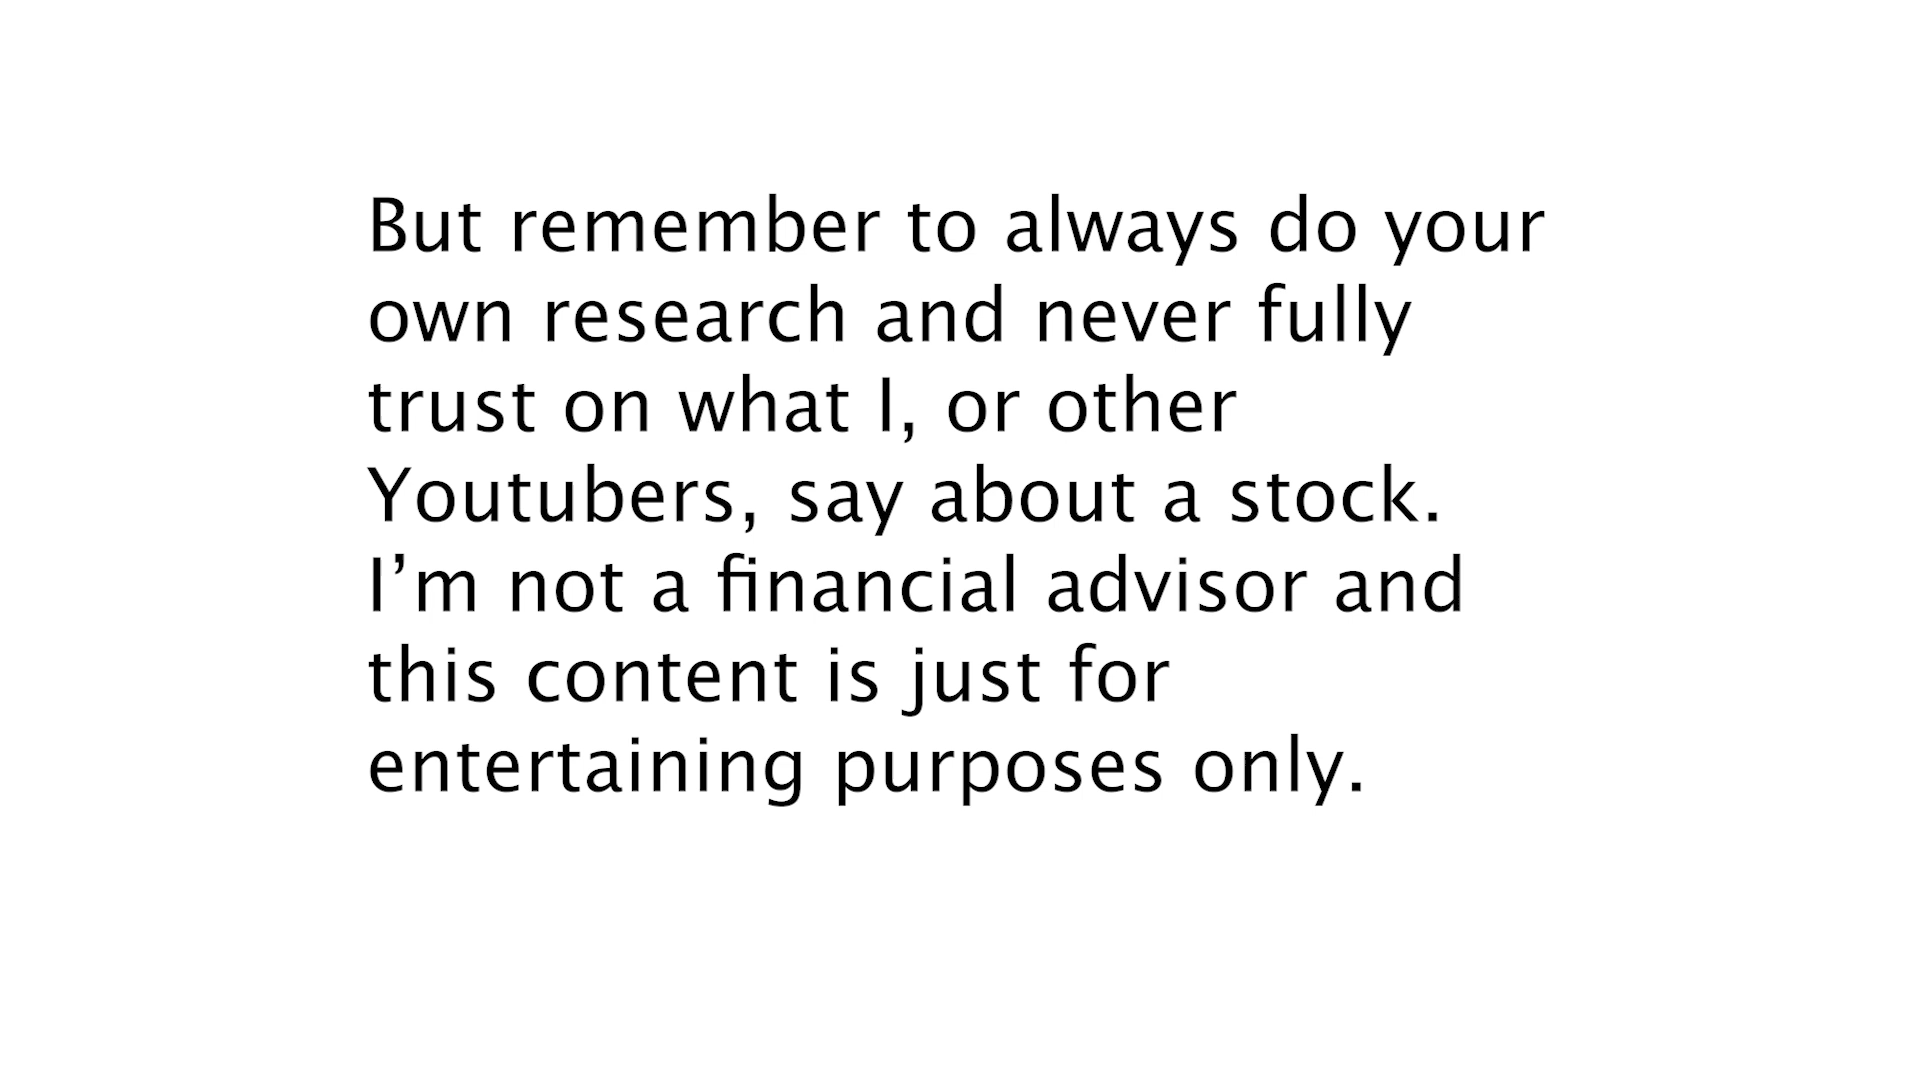 But remember to always do your
own research and never fully
trust on what I, or other
Youtubers, say about a stock.
I’m not a financial advisor and
this content is just for
entertaining purposes only.